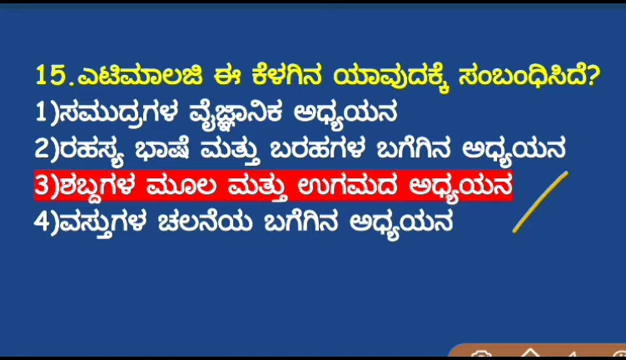 15.ಎಟಿಮಾಲಜಿ ಈ ಕೆಳಗಿನ ಯಾವುದಕ್ಕೆ ಸಂಬಂಧಿಸಿದೆ?
1)ಸಮುದ್ರಗಳ ವೈಜ್ಞಾನಿಕ ಅಧ್ಯಯನ
2)ರಹಸ್ಯ ಭಾಷೆ ಮತ್ತು ಬರಹಗಳ ಬಗೆಗಿನ ಅಧ್ಯಯನ
3)ಶಬ್ದಗಳ ಮೂಲ ಮತ್ತು ಉಗಮದ ಅಧ್ಯಯನ
4)ವಸ್ತುಗಳ ಚಲನೆಯ ಬಗೆಗಿನ ಅಧ್ಯಯನ